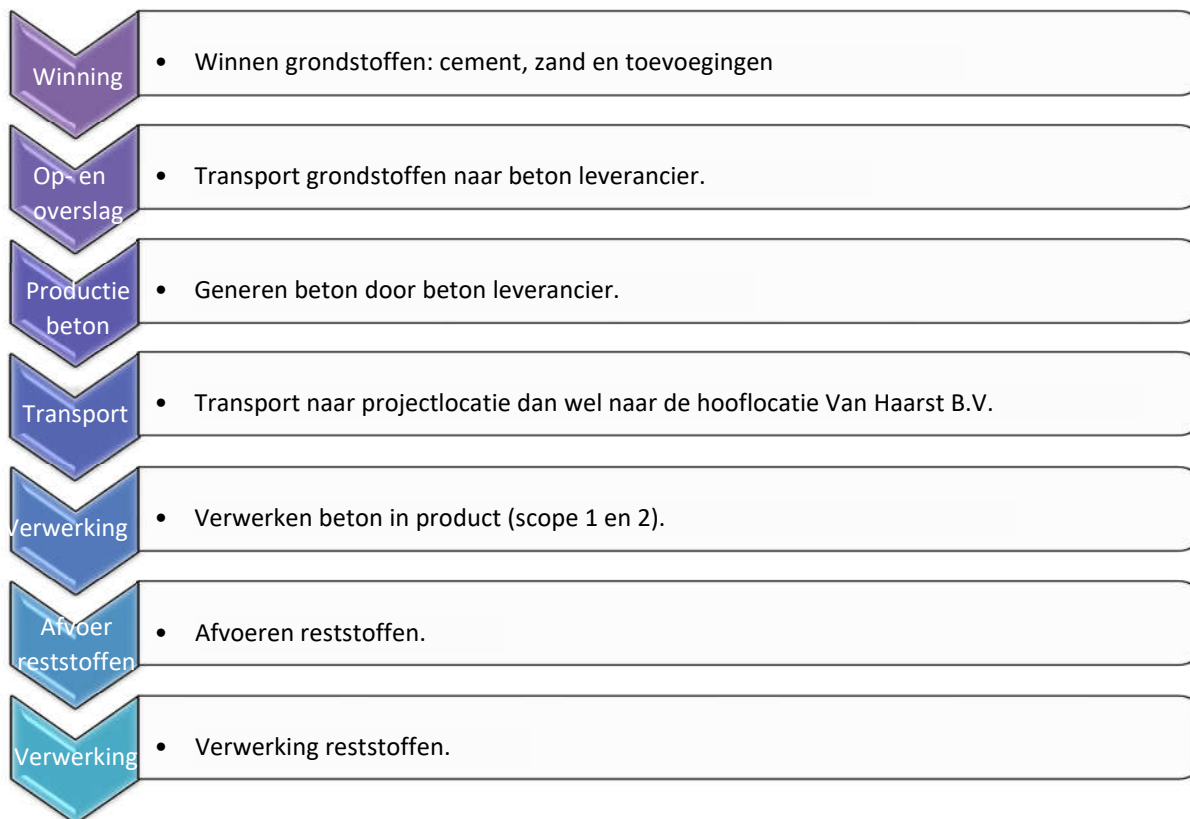 Winning
• Winnen grondstoffen: cement, zand en toevoegingen
Op- en
overslag
• Transport grondstoffen naar beton leverancier.
Productie
beton
• Generen beton door beton leverancier.
Transport
• Transport naar projectlocatie dan wel naar de hooflocatie Van Haarst B.V.
Verwerking
• Verwerken beton in product (scope 1 en 2).
Afvoer
reststoffen
• Afvoeren reststoffen.
Verwerking
• Verwerking reststoffen.